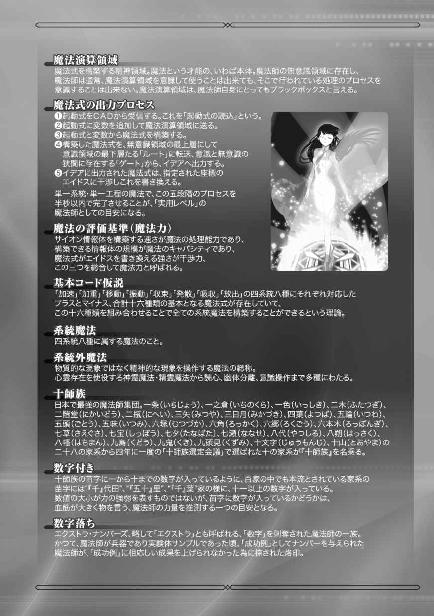 魔法演算領域
魔法式を構築する精神領域。魔法という才能の、いわば本体。魔法師の無意識領域に存在し、
魔法師は通常、魔法演算領域を意識して使うことは出来ても、そこで行われている処理のプロセスを
意識することは出来ない。魔法演算領域は、魔法師自身にとってもブラックボックスと言える。
魔法式の出力プロセス
❶起動式をCADから受信する。これを「起動式の読込」という。
❷起動式に変数を追加して魔法演算領域に送る。
❸起動式と変数から魔法式を構築する。
❹構築した魔法式を、無意識領域の最上層にして
意識領域の最下層たる「ルート」に転送、意識と無意識の
狭間に存在する「ゲート」から、イデアへ出力する。
❺イデアに出力された魔法式は、指定された座標の
エイドスに干渉しこれを書き換える。
単一系統・単一工程の魔法で、この五段階のプロセスを
半秒以内で完了させることが、「実用レベル」の
魔法師としての目安になる。
魔法の評価基準（魔法力）
サイオン情報体を構築する速さが魔法の処理能力であり、
構築できる情報体の規模が魔法のキャパシティであり、
魔法式がエイドスを書き換える強さが干渉力、
この三つを総合して魔法力と呼ばれる。
基本コード仮説
「加速」「加重」「移動」「振動」「収束」「発散」「吸収」「放出」の四系統八種にそれぞれ対応した
プラスとマイナス、合計十六種類の基本となる魔法式が存在していて、
この十六種類を組み合わせることで全ての系統魔法を構築することができるという理論。
系統魔法
四系統八種に属する魔法のこと。
系統外魔法
物質的な現象ではなく精神的な現象を操作する魔法の総称。
心霊存在を使役する神霊魔法・精霊魔法から読心、幽体分離、意識操作まで多種にわたる。
十師族
日本で最強の魔法師集団。一条（いちじょう）、一之倉（いちのくら）、一色（いっしき）、二木（ふたつぎ）、
二階堂（にかいどう）、二瓶（にへい）、三矢（みつや）、三日月（みかづき）、四葉（よつば）、五輪（いつわ）、
五頭（ごとう）、五味（いつみ）、六塚（むつづか）、六角（ろっかく）、六郷（ろくごう）、六本木（ろっぽんぎ）、
七草（さえぐさ）、七宝（しっぽう）、七夕（たなばた）、七瀬（ななせ）、八代（やつしろ）、八朔（はっさく）、
八幡（はちまん）、九島（くどう）、九鬼（くき）、九頭見（くずみ）、十文字（じゅうもんじ）、十山（とおやま）の
二十八の家系から四年に一度の「十師族選定会議」で選ばれた十の家系が『十師族』を名乗る。
数字付き
十師族の苗字に一から十までの数字が入っているように、百家の中でも本流とされている家系の
苗字には『“千”代田』、『“五十”里』、『“千”葉』家の様に、十一以上の数字が入っている。
数値の大小が力の強弱を表すものではないが、苗字に数字が入っているかどうかは、
血筋が大きく物を言う、魔法師の力量を推測する一つの目安となる。
数字落ち
エクストラ・ナンバーズ、略して「エクストラ」とも呼ばれる、「数字」を剥奪された魔法師の一族。
かつて、魔法師が兵器であり実験体サンプルであった頃、「成功例」としてナンバーを与えられた
魔法師が、「成功例」に相応しい成果を上げられなかった為に捺された烙印。